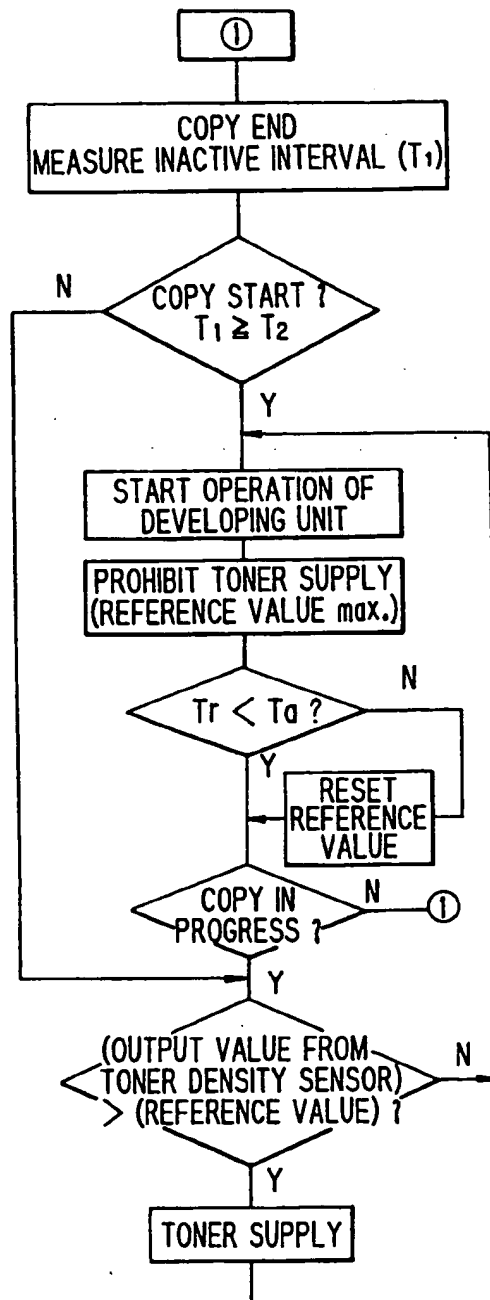 ①
COPY END
MEASURE INACTIVE INTERVAL (T1)
N
COPY START ?
T1 ≧ T2
Y
START OPERATION OF
DEVELOPING UNIT
PROHIBIT TONER SUPPLY
(REFERENCE VALUE max.)
Tr < Ta ?
N
Y
RESET
REFERENCE
VALUE
COPY IN
PROGRESS ?
N
①
Y
(OUTPUT VALUE FROM
TONER DENSITY SENSOR)
> (REFERENCE VALUE) ?
N
Y
TONER SUPPLY